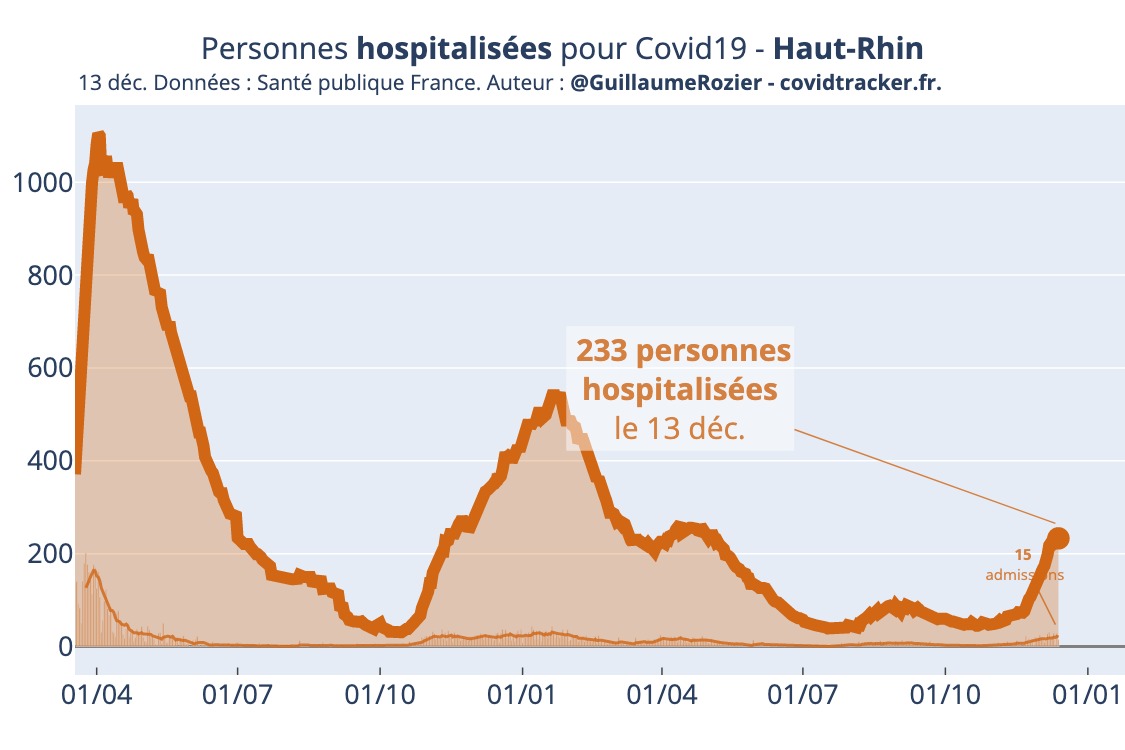 Personnes hospitalisées pour Covid19 - Haut-Rhin
13 déc. Données : Santé publique France. Auteur : @GuillaumeRozier - covidtracker.fr.
1000
800
600
400
200
0
233 personnes
hospitalisées
le 13 déc.
15
admissions
01/04 01/07 01/10 01/01 01/04 01/07 01/10 01/01